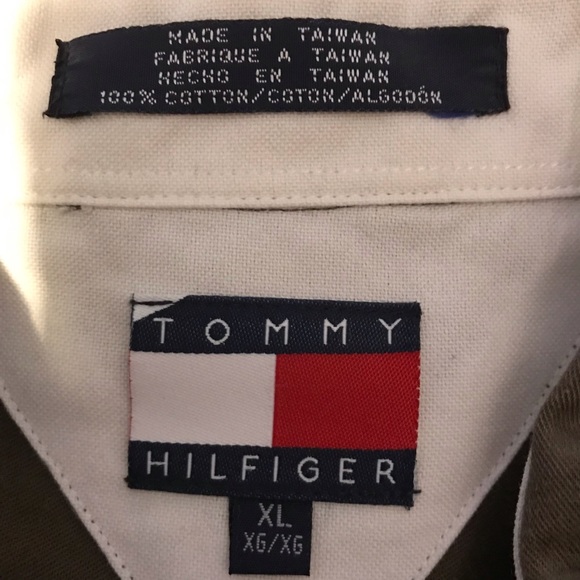 MADE IN TAIWAN
FABRIQUE A TAIWAN
HECHO EN TAIWAN
100% COTTON/COTON/ALGODÓN
TOMMY
HILFIGER
XL
XG/XG